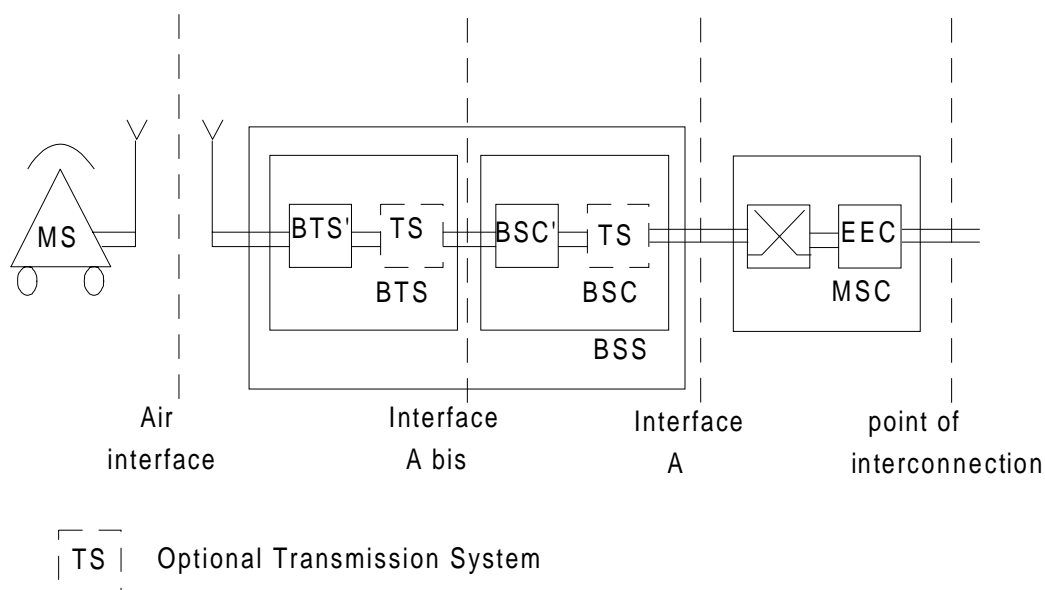 MS
BTS'
TS
BTS
BSC'
TS
BSC
BSS
EEC
MSC
Air
interface
Interface
A bis
Interface
A
point of
interconnection
TS
Optional Transmission System